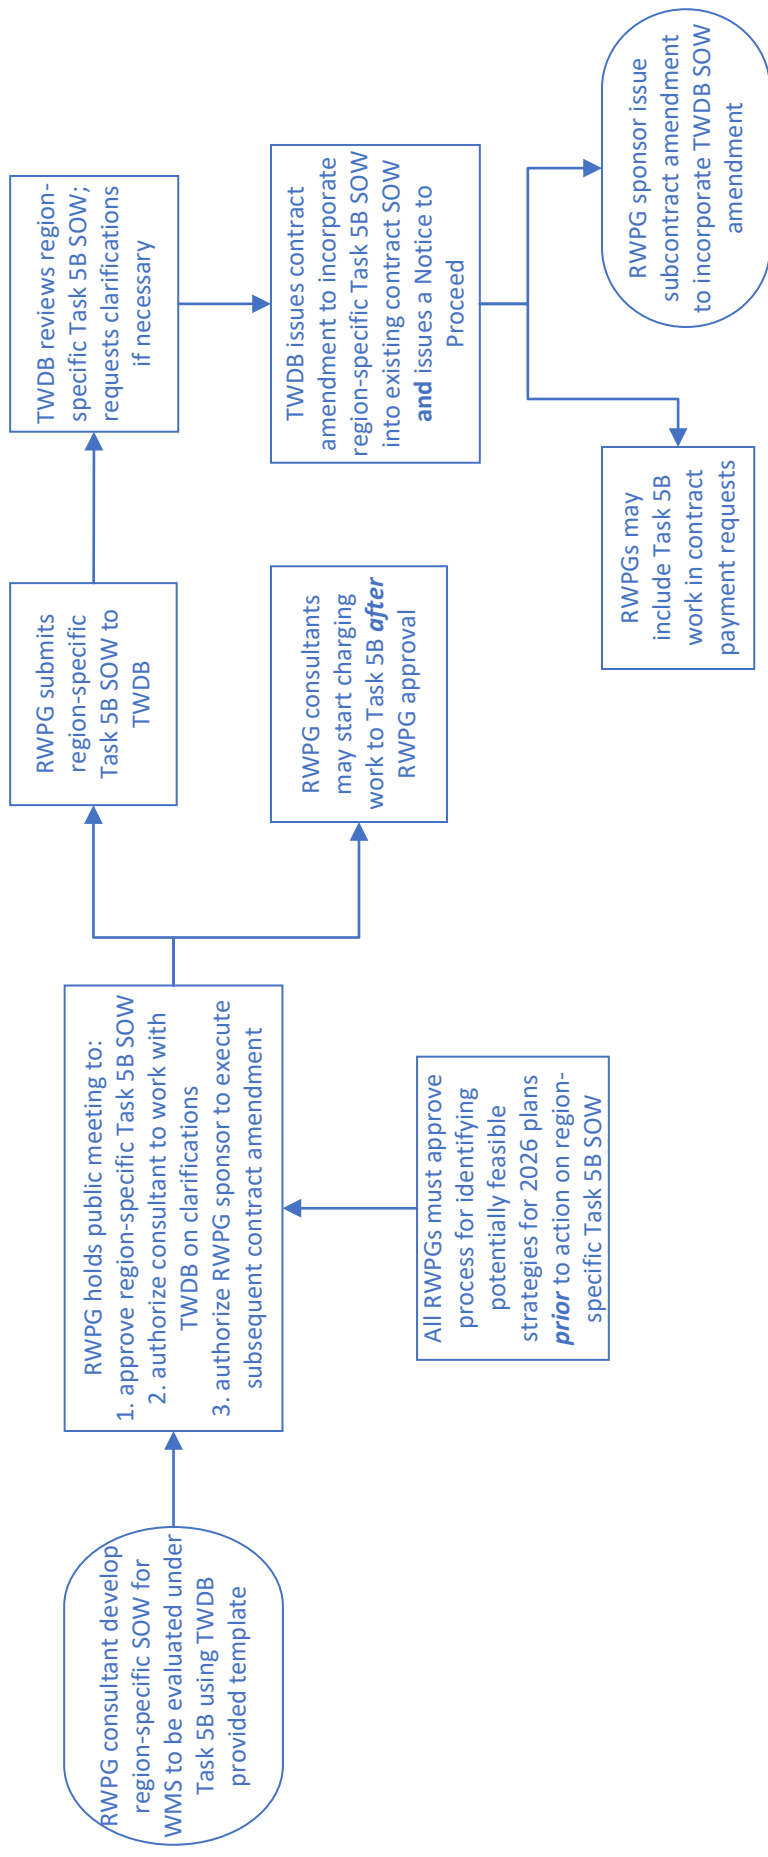 RWPG consultant develop
region-specific SOW for
WMS to be evaluated under
Task 5B using TWDB
provided template
RWPG holds public meeting to:
1. approve region-specific Task 5B SOW
2. authorize consultant to work with
TWDB on clarifications
3. authorize RWPG sponsor to execute
subsequent contract amendment
All RWPGs must approve
process for identifying
potentially feasible
strategies for 2026 plans
prior to action on region-
specific Task 5B SOW
RWPG submits
region-specific
Task 5B SOW to
TWDB
RWPG consultants
may start charging
work to Task 5B after
RWPG approval
TWDB reviews region-
specific Task 5B SOW;
requests clarifications
if necessary
TWDB issues contract
amendment to incorporate
region-specific Task 5B SOW
into existing contract SOW
and issues a Notice to
Proceed
RWPGs may
include Task 5B
work in contract
payment requests
RWPG sponsor issue
subcontract amendment
to incorporate TWDB SOW
amendment